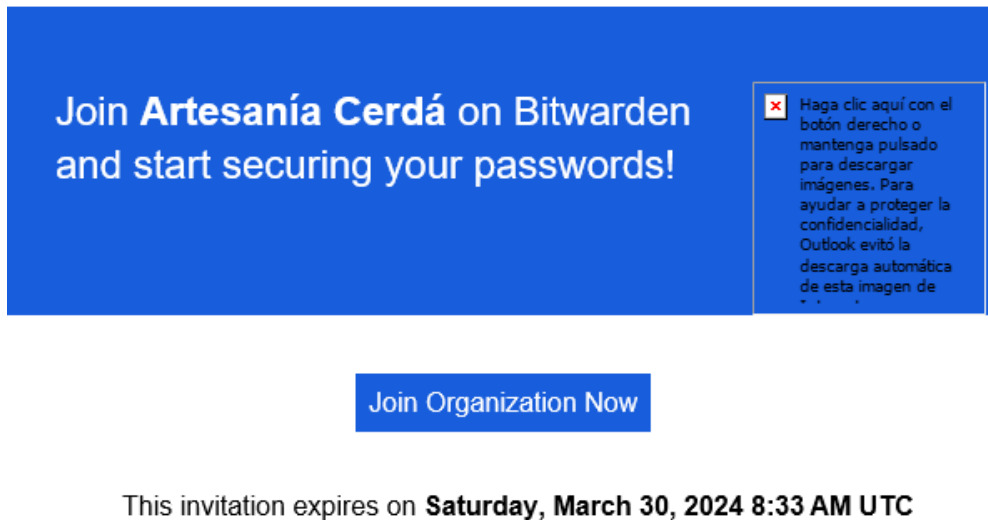 Join Artesanía Cerdá on Bitwarden
and start securing your passwords!
Haga clic aquí con el
botón derecho o
mantenga pulsado
para descargar
imágenes. Para
ayudar a proteger la
confidencialidad,
Outlook evitó la
descarga automática
de esta imagen de
Join Organization Now
This invitation expires on Saturday, March 30, 2024 8:33 AM UTC